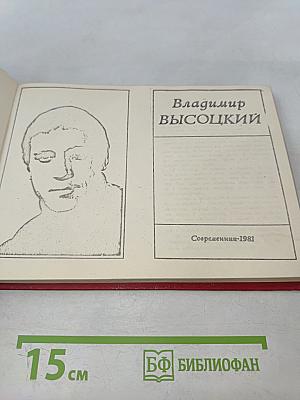 Владимир
ВЫСОЦКИЙ
Современник·1981
15 см
БФ БИБЛИОФАН